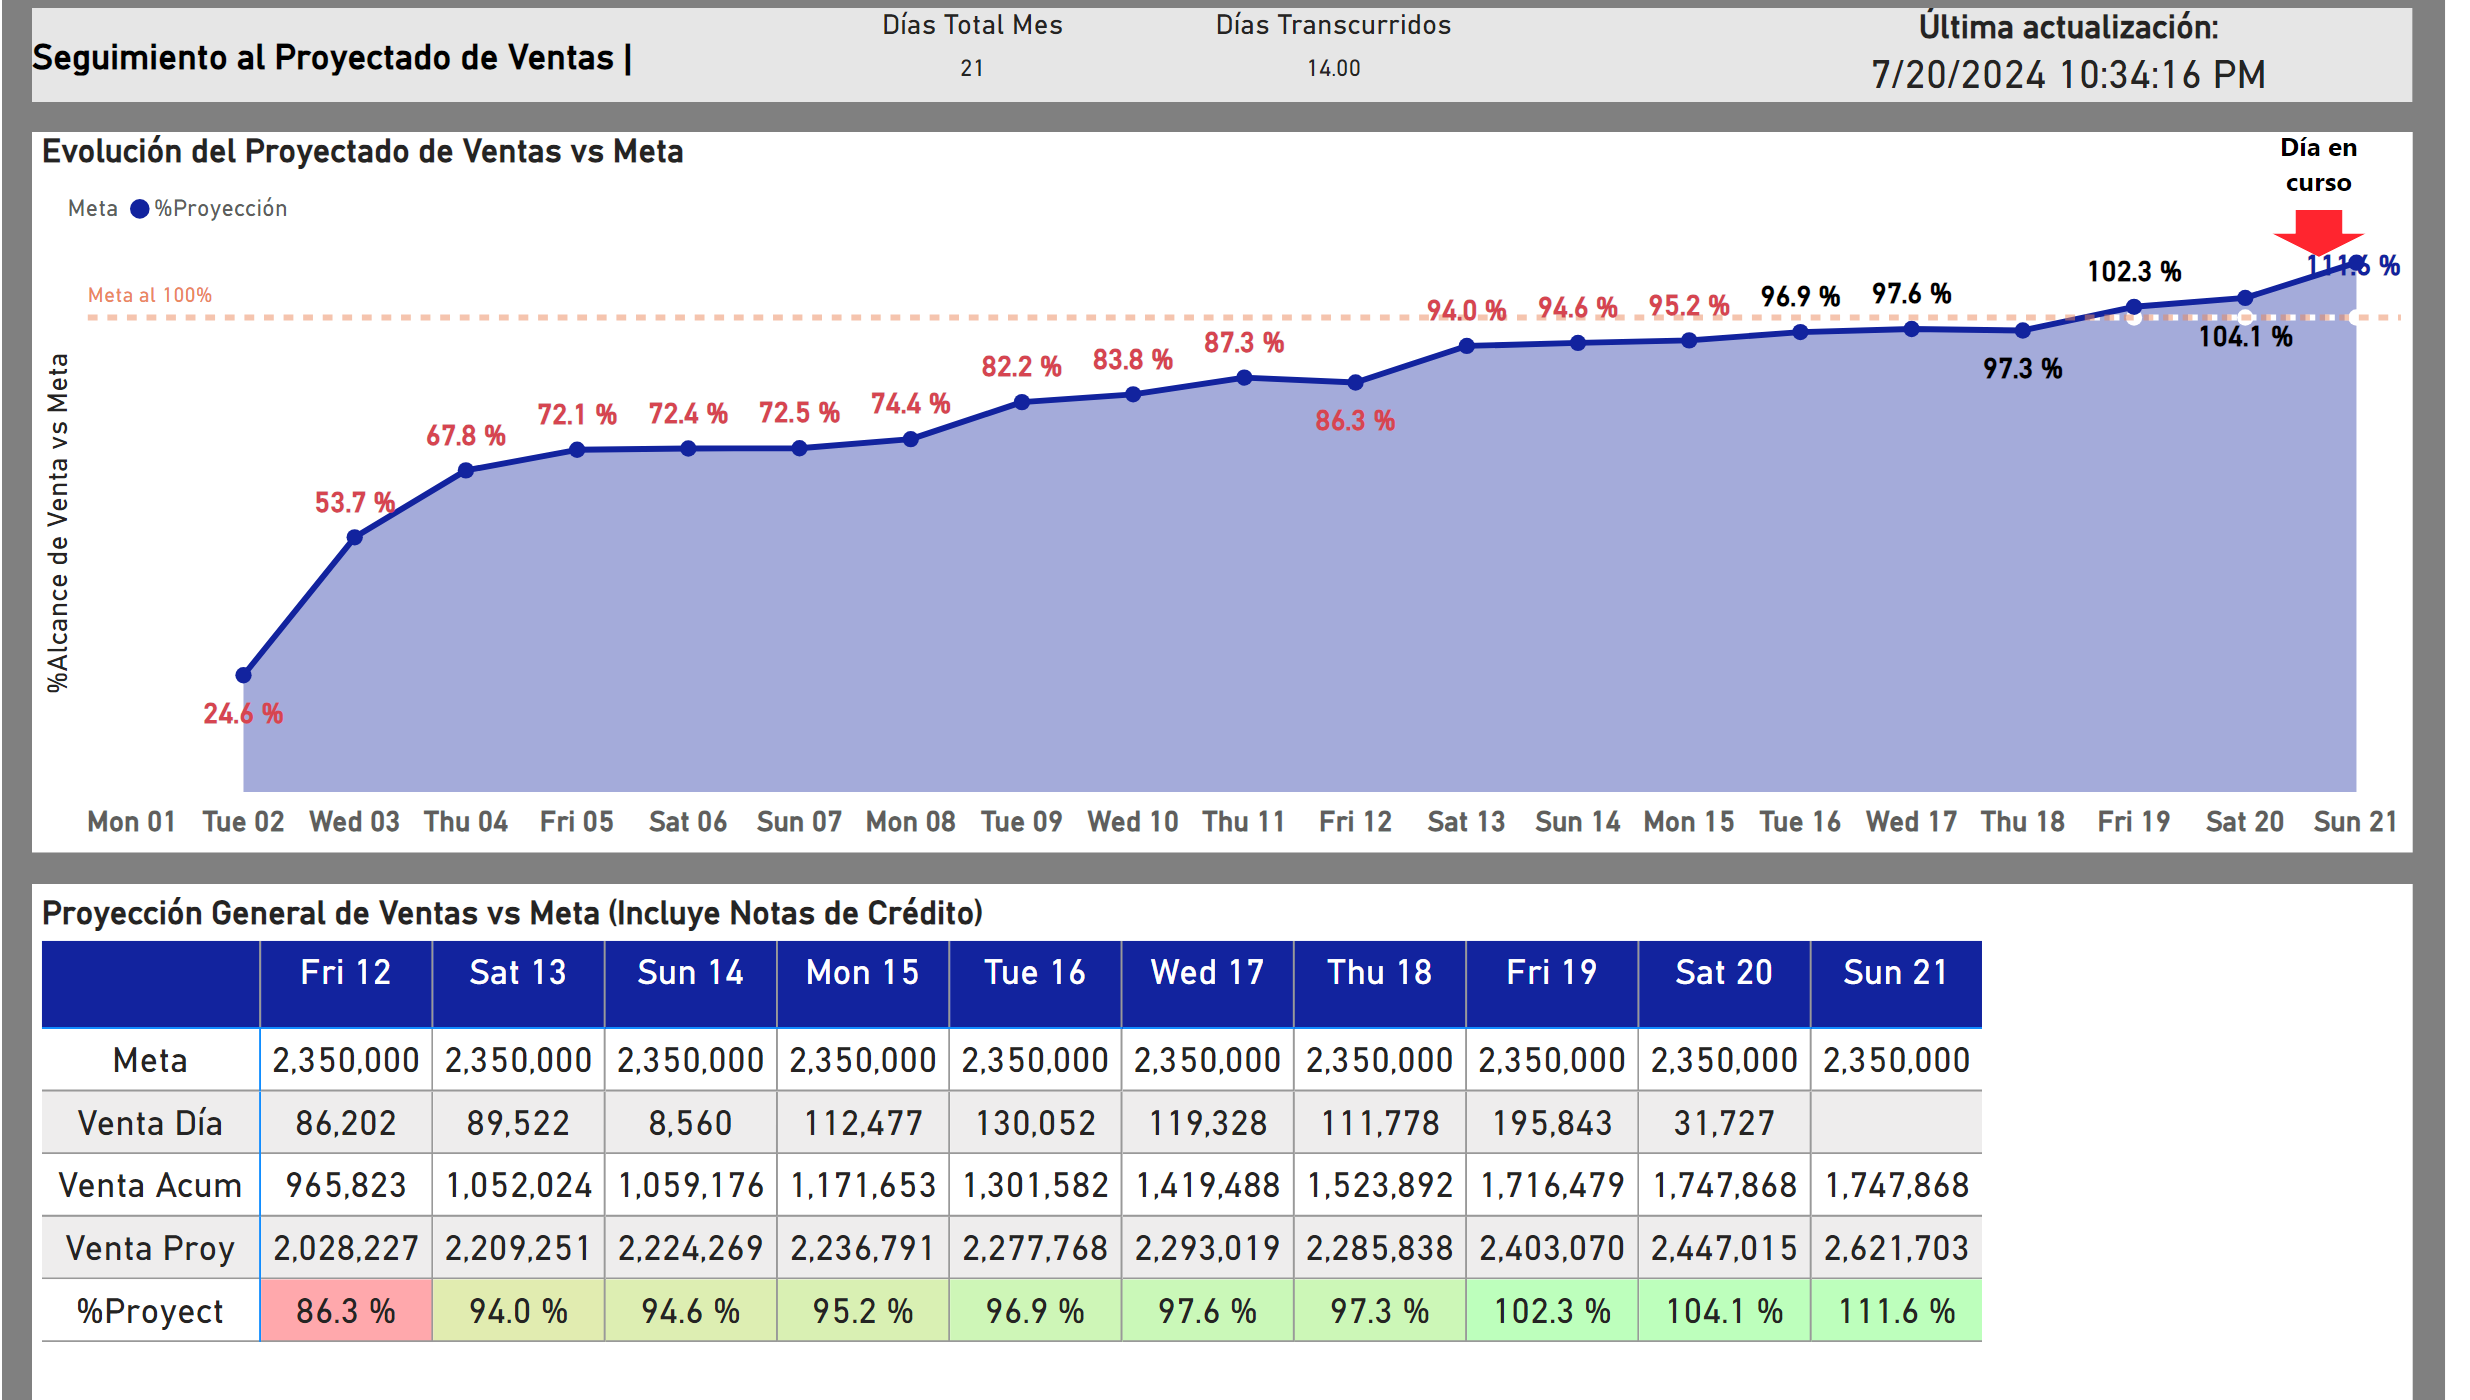 Seguimiento al Proyectado de Ventas |
Días Total Mes
21
Días Transcurridos
14.00
Última actualización:
7/20/2024 10:34:16 PM
Evolución del Proyectado de Ventas vs Meta
Día en
curso
Meta %Proyección
Meta al 100%
%Alcance de Venta vs Meta
24.6 %
53.7 %
67.8 %
72.1 %
72.4 %
72.5 %
74.4 %
82.2 %
83.8 %
87.3 %
86.3 %
94.0 %
94.6 %
95.2 %
96.9 %
97.6 %
97.3 %
102.3 %
104.1 %
111.6 %
Mon 01 Tue 02 Wed 03 Thu 04 Fri 05 Sat 06 Sun 07 Mon 08 Tue 09 Wed 10 Thu 11 Fri 12 Sat 13 Sun 14 Mon 15 Tue 16 Wed 17 Thu 18 Fri 19 Sat 20 Sun 21
Proyección General de Ventas vs Meta (Incluye Notas de Crédito)
Fri 12 Sat 13 Sun 14 Mon 15 Tue 16 Wed 17 Thu 18 Fri 19 Sat 20 Sun 21
Meta 2,350,000 2,350,000 2,350,000 2,350,000 2,350,000 2,350,000 2,350,000 2,350,000 2,350,000 2,350,000
Venta Día 86,202 89,522 8,560 112,477 130,052 119,328 111,778 195,843 31,727
Venta Acum 965,823 1,052,024 1,059,176 1,171,653 1,301,582 1,419,488 1,523,892 1,716,479 1,747,868 1,747,868
Venta Proy 2,028,227 2,209,251 2,224,269 2,236,791 2,277,768 2,293,019 2,285,838 2,403,070 2,447,015 2,621,703
%Proyect 86.3 % 94.0 % 94.6 % 95.2 % 96.9 % 97.6 % 97.3 % 102.3 % 104.1 % 111.6 %